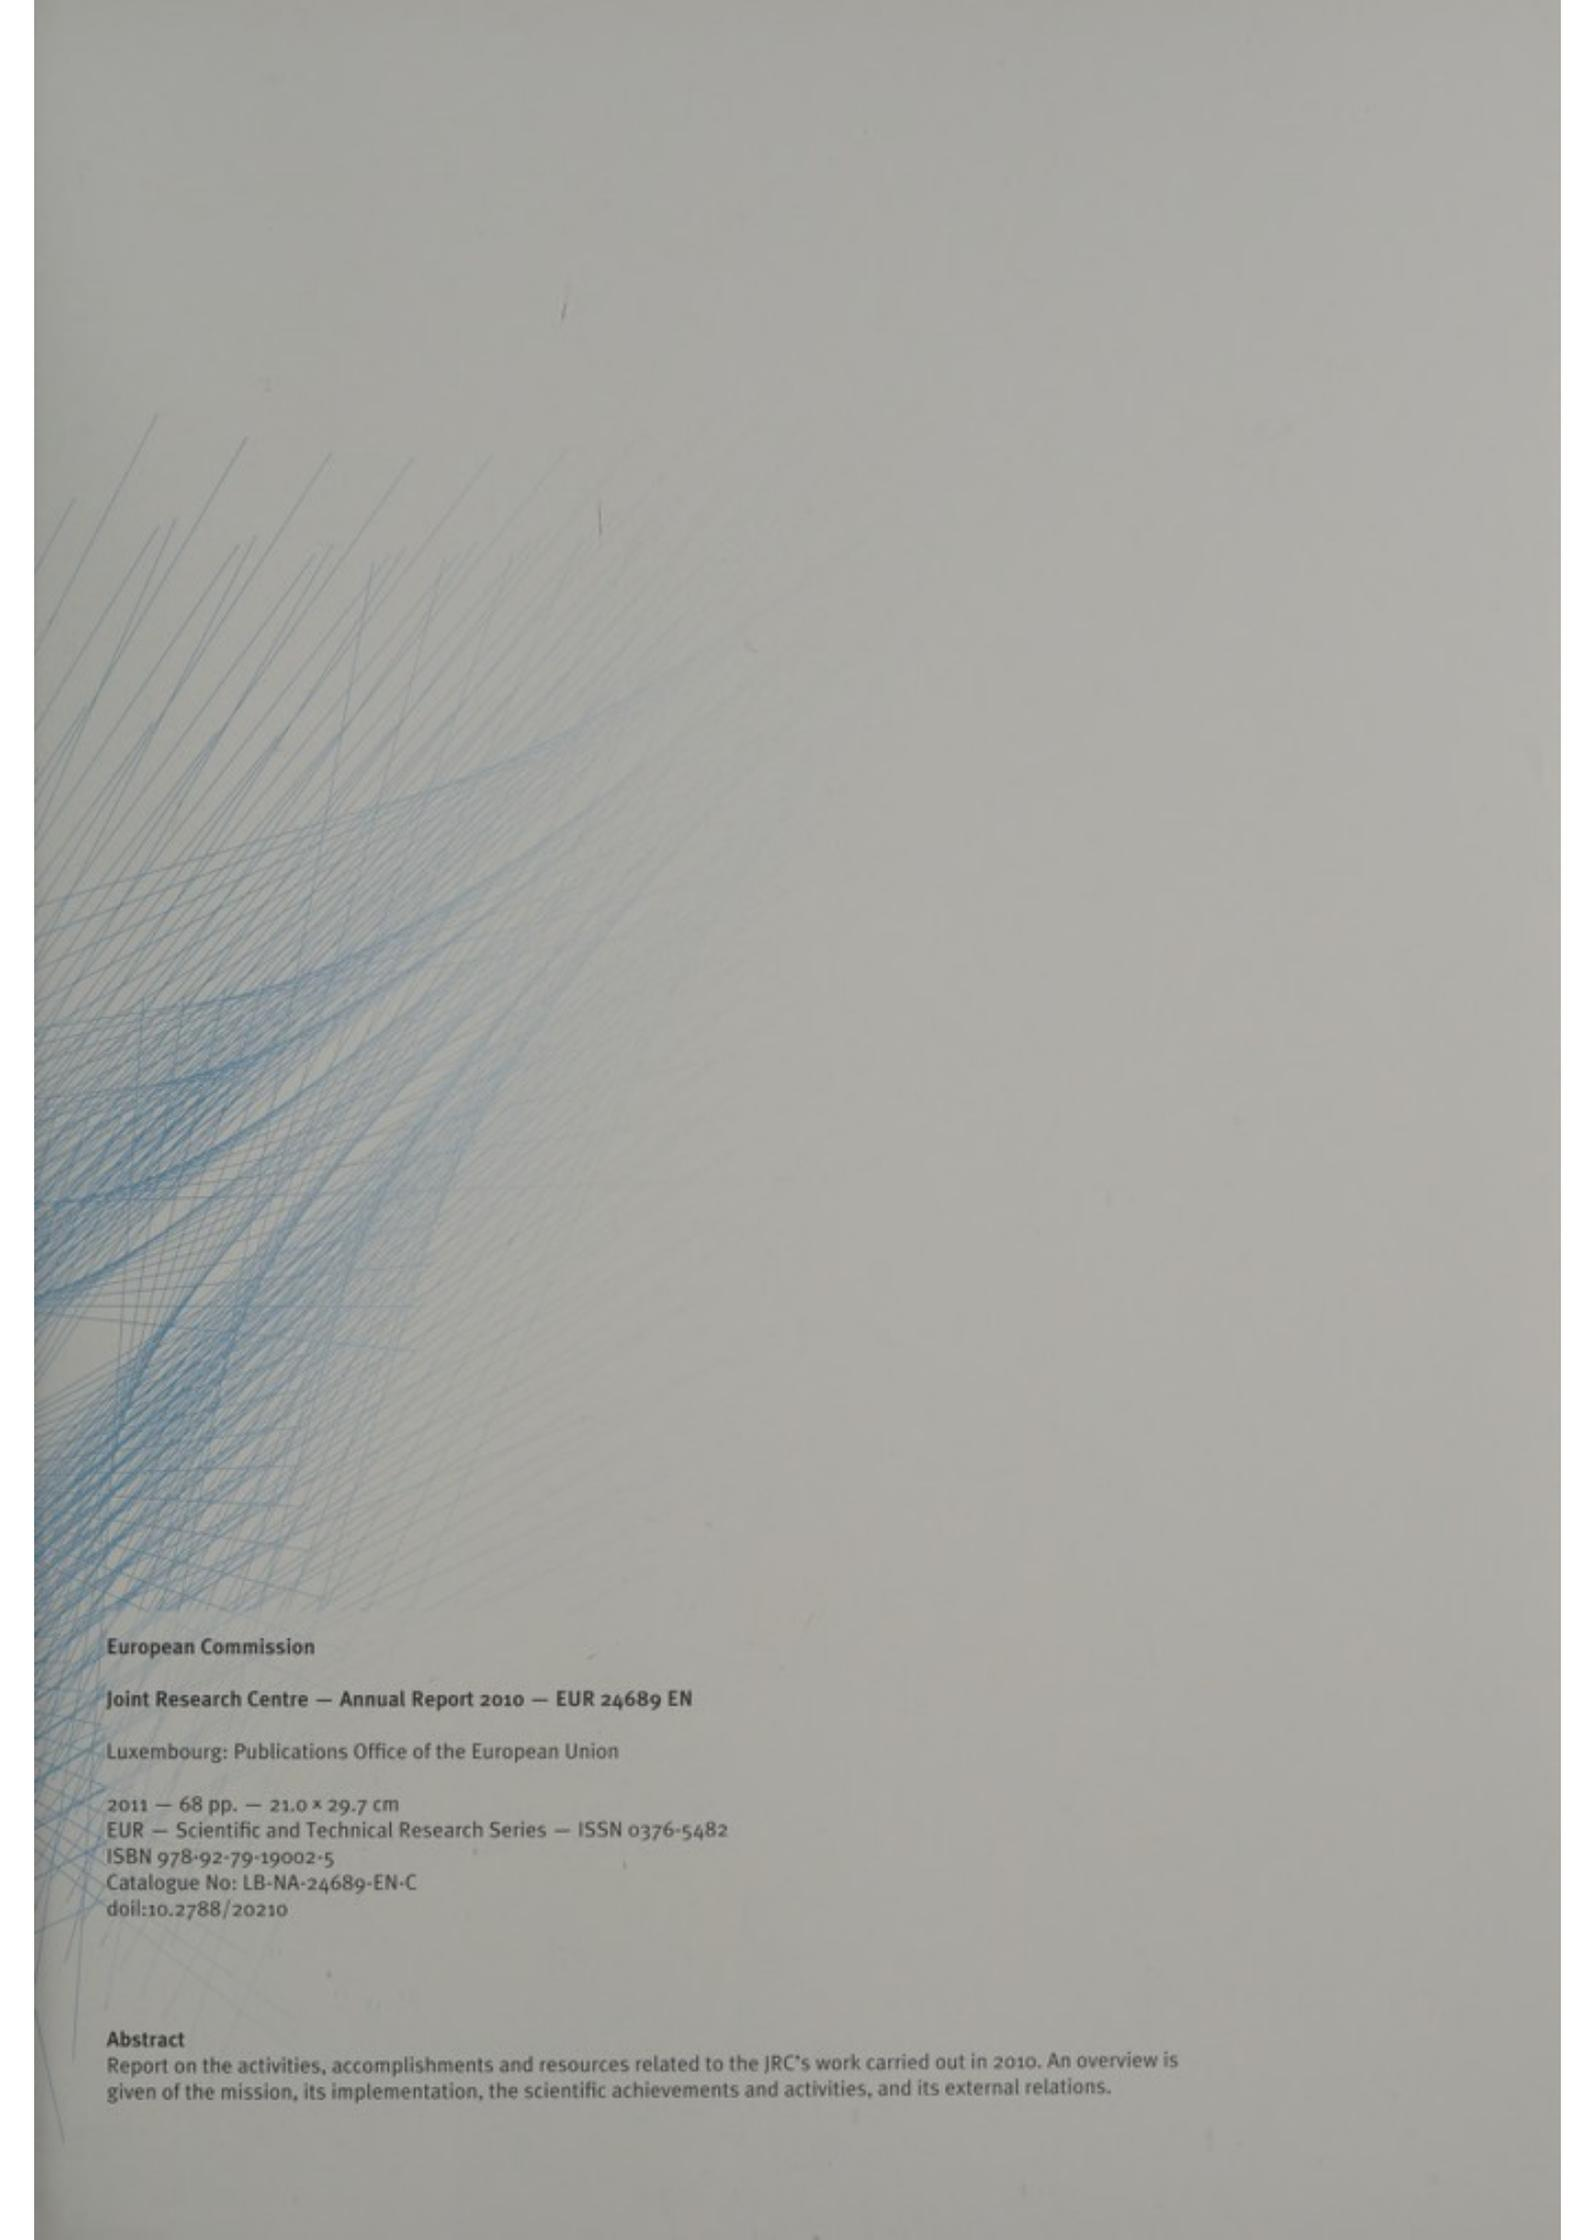 European Commission
Joint Research Centre — Annual Report 2010 — EUR 24689 EN
Luxembourg: Publications Office of the European Union
2011 — 68 pp. — 21.0 × 29.7 cm
EUR — Scientific and Technical Research Series — ISSN 0376-5482
ISBN 978-92-79-19002-5
Catalogue No: LB-NA-24689-EN-C
doil:10.2788/20210
Abstract
Report on the activities, accomplishments and resources related to the JRC's work carried out in 2010. An overview is
given of the mission, its implementation, the scientific achievements and activities, and its external relations.